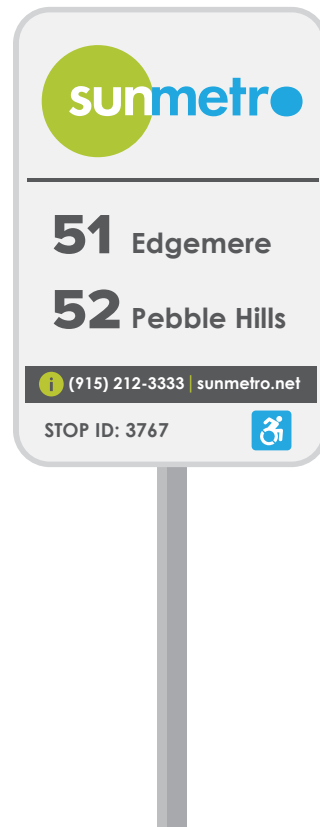 sunmetro
51 Edgemere
52 Pebble Hills
i (915) 212-3333 | sunmetro.net
STOP ID: 3767